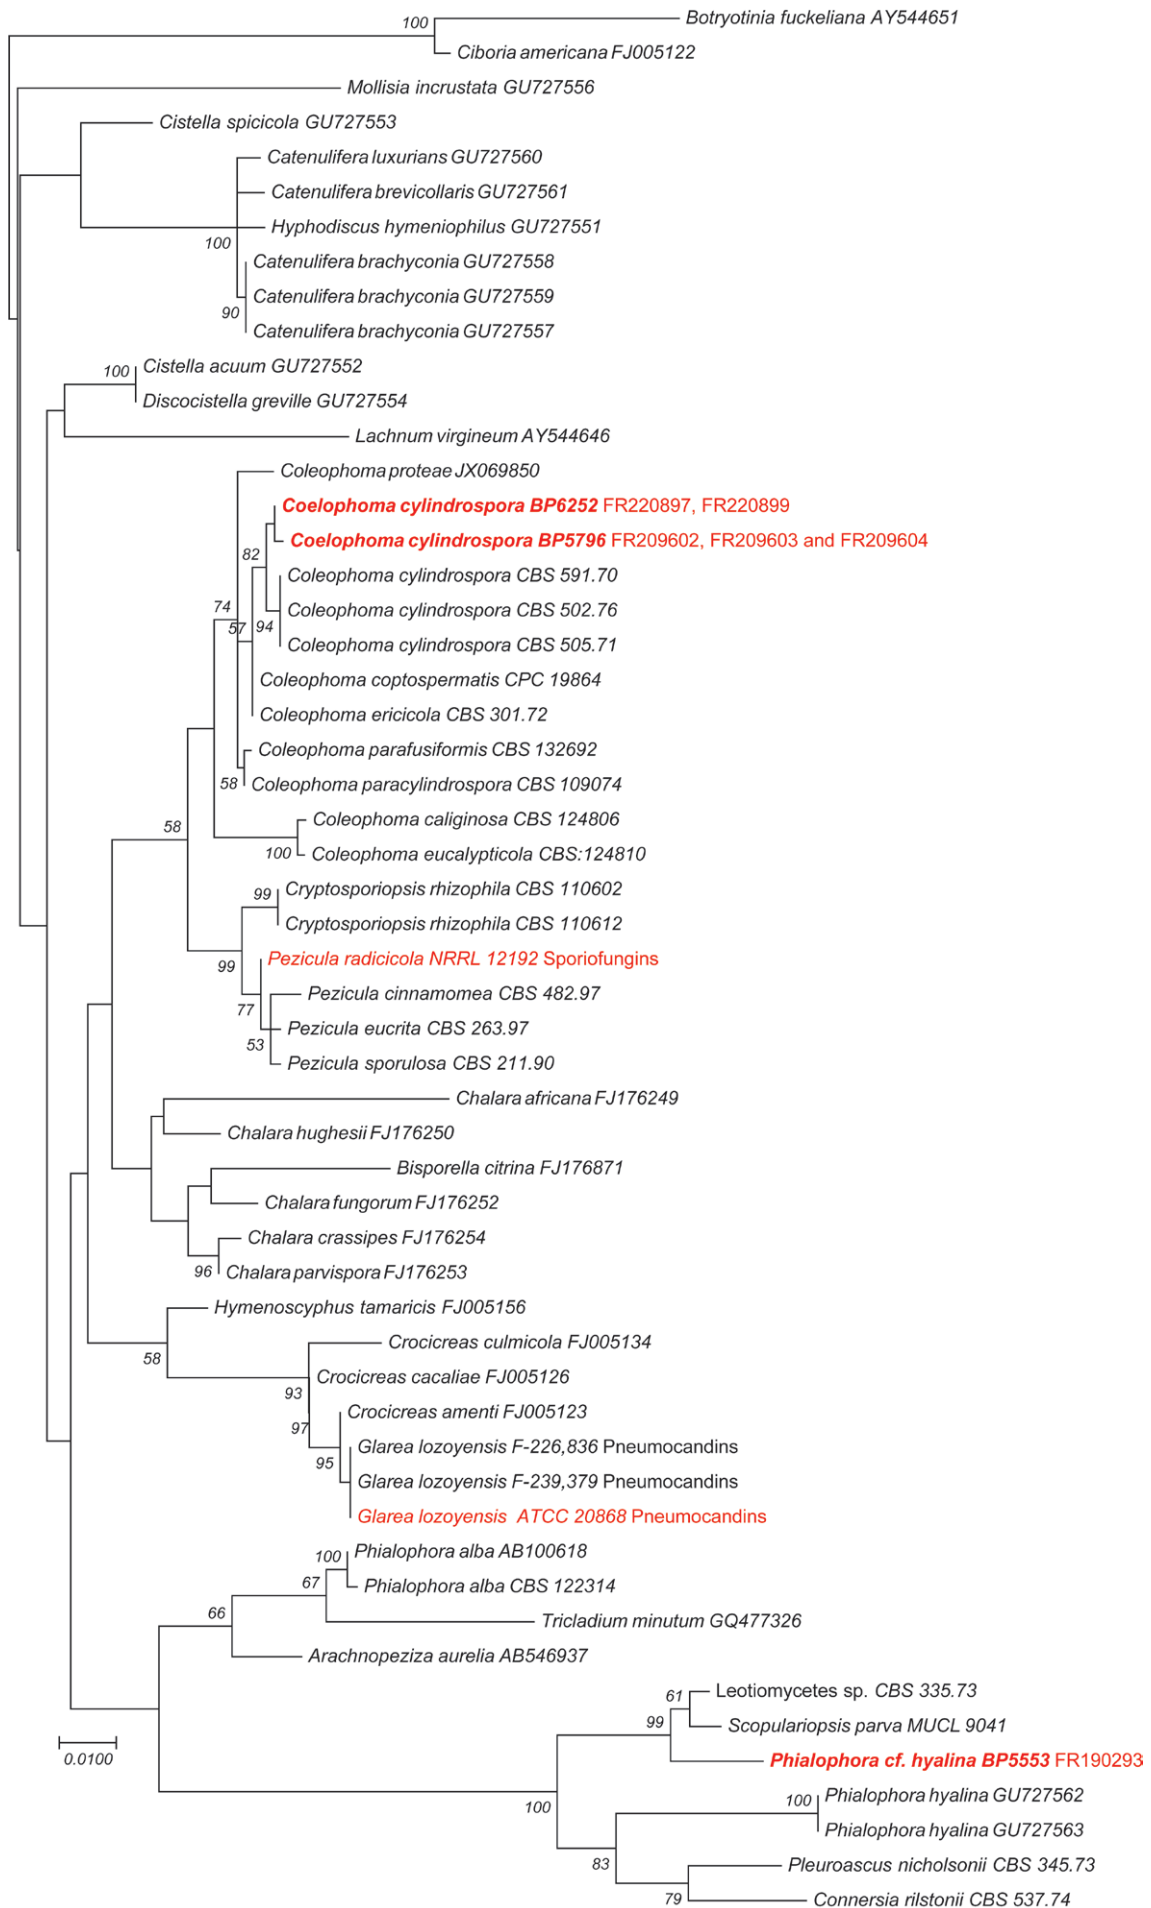 100
Botryotinia fuckeliana AY544651
Ciboria americana FJ005122
Mollisia incrustata GU727556
Cistella spicicola GU727553
Catenulifera luxurians GU727560
Catenulifera brevicollaris GU727561
Hyphodiscus hymeniophilus GU727551
100
Catenulifera brachyconia GU727558
Catenulifera brachyconia GU727559
90
Catenulifera brachyconia GU727557
100
Cistella acuum GU727552
Discocistella greville GU727554
Lachnum virgineum AY544646
Coleophoma proteae JX069850
Coelophoma cylindrospora BP6252 FR220897, FR220899
Coelophoma cylindrospora BP5796 FR209602, FR209603 and FR209604
82
Coleophoma cylindrospora CBS 591.70
74
Coleophoma cylindrospora CBS 502.76
57
94
Coleophoma cylindrospora CBS 505.71
Coleophoma coptospermatis CPC 19864
Coleophoma ericicola CBS 301.72
Coleophoma parafusiformis CBS 132692
58
Coleophoma paracylindrospora CBS 109074
58
Coleophoma caliginosa CBS 124806
100
Coleophoma eucalypticola CBS:124810
99
Cryptosporiopsis rhizophila CBS 110602
Cryptosporiopsis rhizophila CBS 110612
99
Pezicula radicicola NRRL 12192 Sporiofungins
Pezicula cinnamomea CBS 482.97
77
Pezicula eucrita CBS 263.97
53
Pezicula sporulosa CBS 211.90
Chalara africana FJ176249
Chalara hughesii FJ176250
Bisporella citrina FJ176871
Chalara fungorum FJ176252
Chalara crassipes FJ176254
96
Chalara parvispora FJ176253
Hymenoscyphus tamaricis FJ005156
58
Crocicreas culmicola FJ005134
Crocicreas cacaliae FJ005126
93
Crocicreas amenti FJ005123
97
Glarea lozoyensis F-226,836 Pneumocandins
95
Glarea lozoyensis F-239,379 Pneumocandins
Glarea lozoyensis ATCC 20868 Pneumocandins
100
Phialophora alba AB100618
67
Phialophora alba CBS 122314
66
Tricladium minutum GQ477326
Arachnopeziza aurelia AB546937
61
Leotiomycetes sp. CBS 335.73
99
Scopulariopsis parva MUCL 9041
0.0100
Phialophora cf. hyalina BP5553 FR190293
100
100
Phialophora hyalina GU727562
Phialophora hyalina GU727563
83
Pleuroascus nicholsonii CBS 345.73
79
Connersia rilstonii CBS 537.74